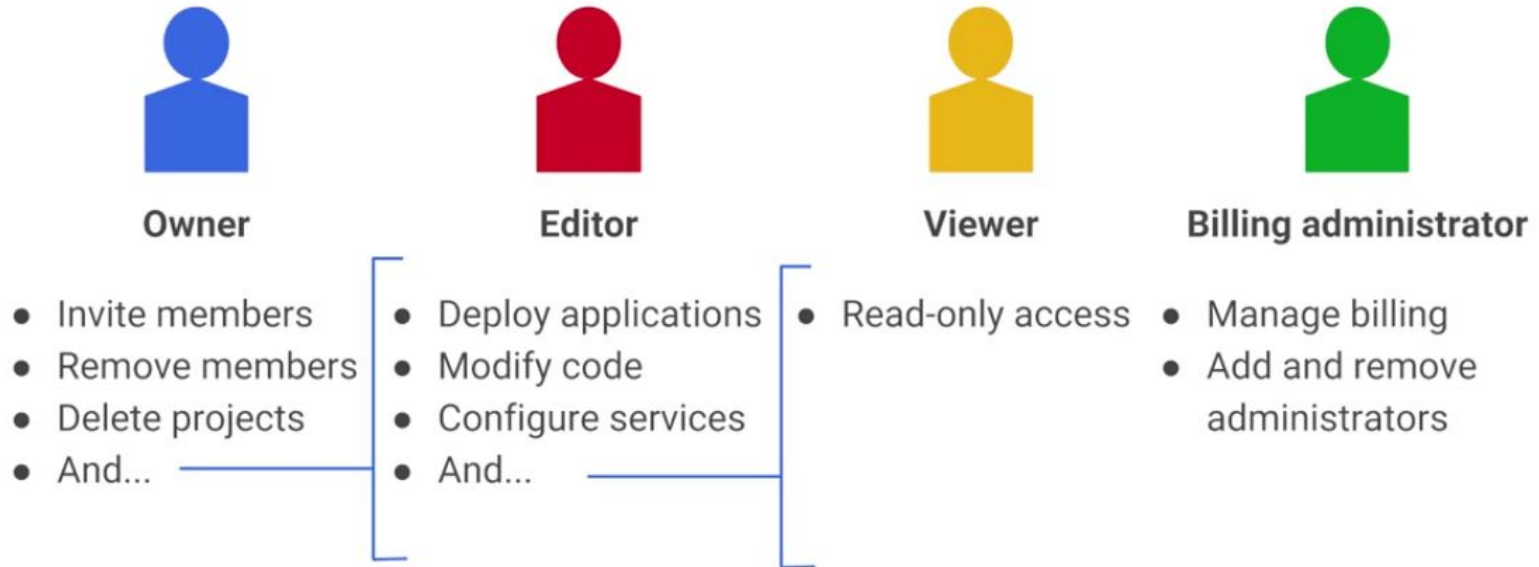 Owner
Invite members
Remove members
Delete projects
And...
Editor
Deploy applications
Modify code
Configure services
And...
Viewer
Read-only access
Billing administrator
Manage billing
Add and remove
administrators